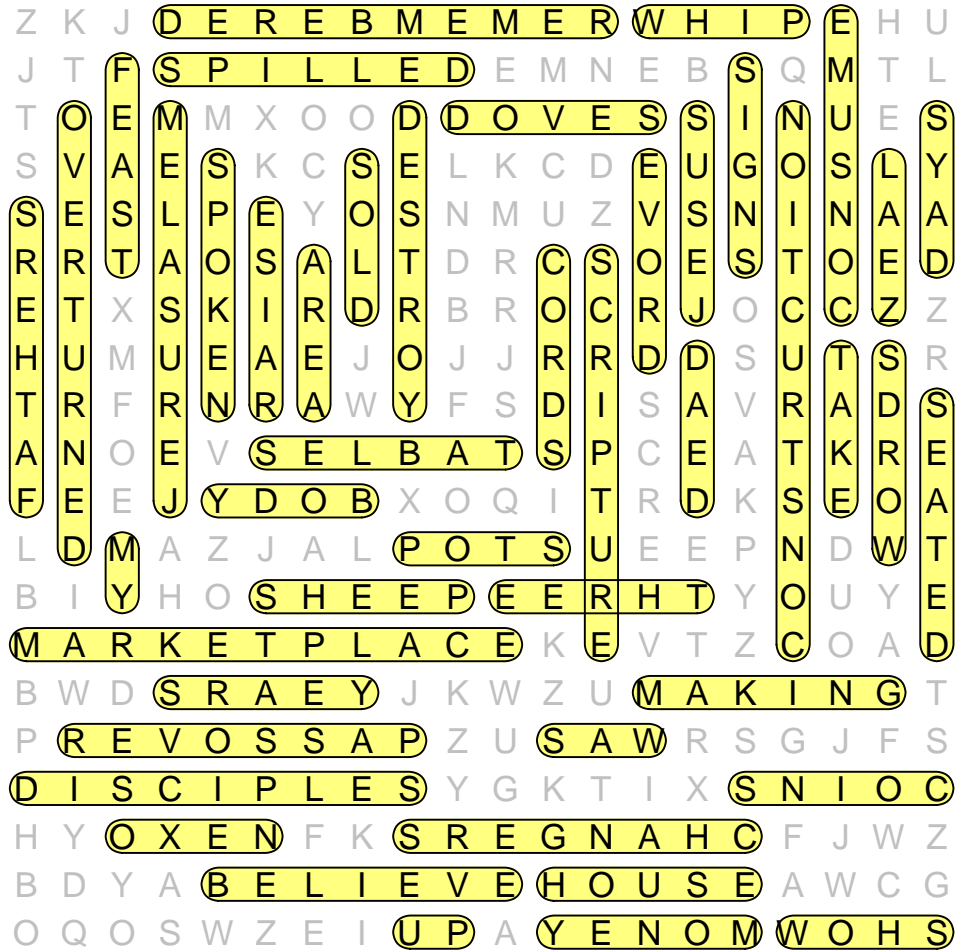 Z K J D E R E B M E M E R W H I P E H U
J T F S P I L L E D E M N E B S Q M T L
T O E M M X O O D D O V E S S I N U E S
S V A E S K C S E L K C D E U G O S L Y
S E S L P E Y O S N M U Z V S N I N A A
R R T A O S A L T D R C S O E S T O E D
E T X S K I R D R B R O C R J O C C Z Z
H U M U E A E J O J J R R D D S U T S R
T R F R N R A W Y F S D I S A V R A D S
A N O E V S E L B A T S P C E A T K R E
F E E J Y D O B X O Q I T R D K S E O A
L D M A Z J A L P O T S U E E P N D W T
B I Y H O S H E E P E E R H T Y O U Y E
M A R K E T P L A C E K E V T Z C O A D
B W D S R A E Y J K W Z U M A K I N G T
P R E V O S S A P Z U S A W R S G J F S
D I S C I P L E S Y G K T I X S N I O C
H Y O X E N F K S R E G N A H C F J W Z
B D Y A B E L I E V E H O U S E A W C G
O Q O S W Z E I U P A Y E N O M W O H S